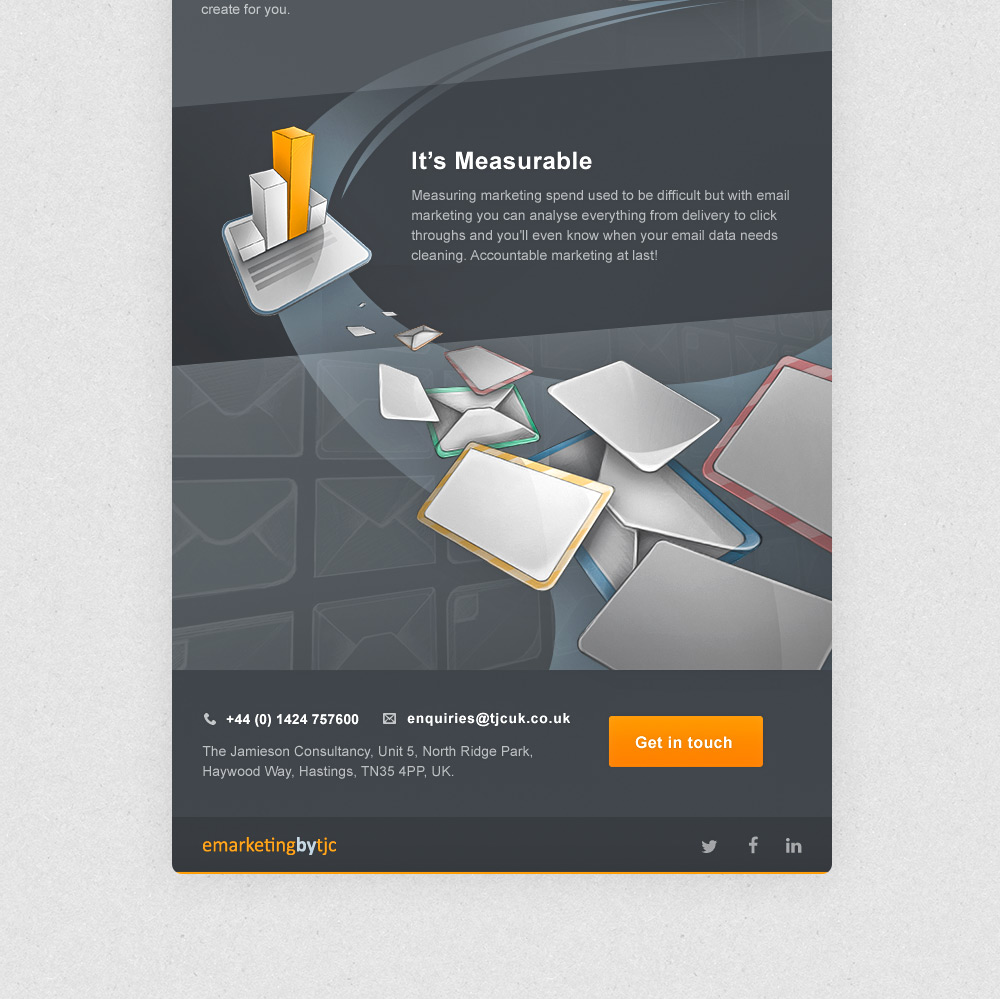 create for you.
It’s Measurable
Measuring marketing spend used to be difficult but with email
marketing you can analyse everything from delivery to click
throughs and you'll even know when your email data needs
cleaning. Accountable marketing at last!
+44 (0) 1424 757600 enquiries@tjcuk.co.uk
The Jamieson Consultancy, Unit 5, North Ridge Park,
Haywood Way, Hastings, TN35 4PP, UK.
Get in touch
emarketingbytjc